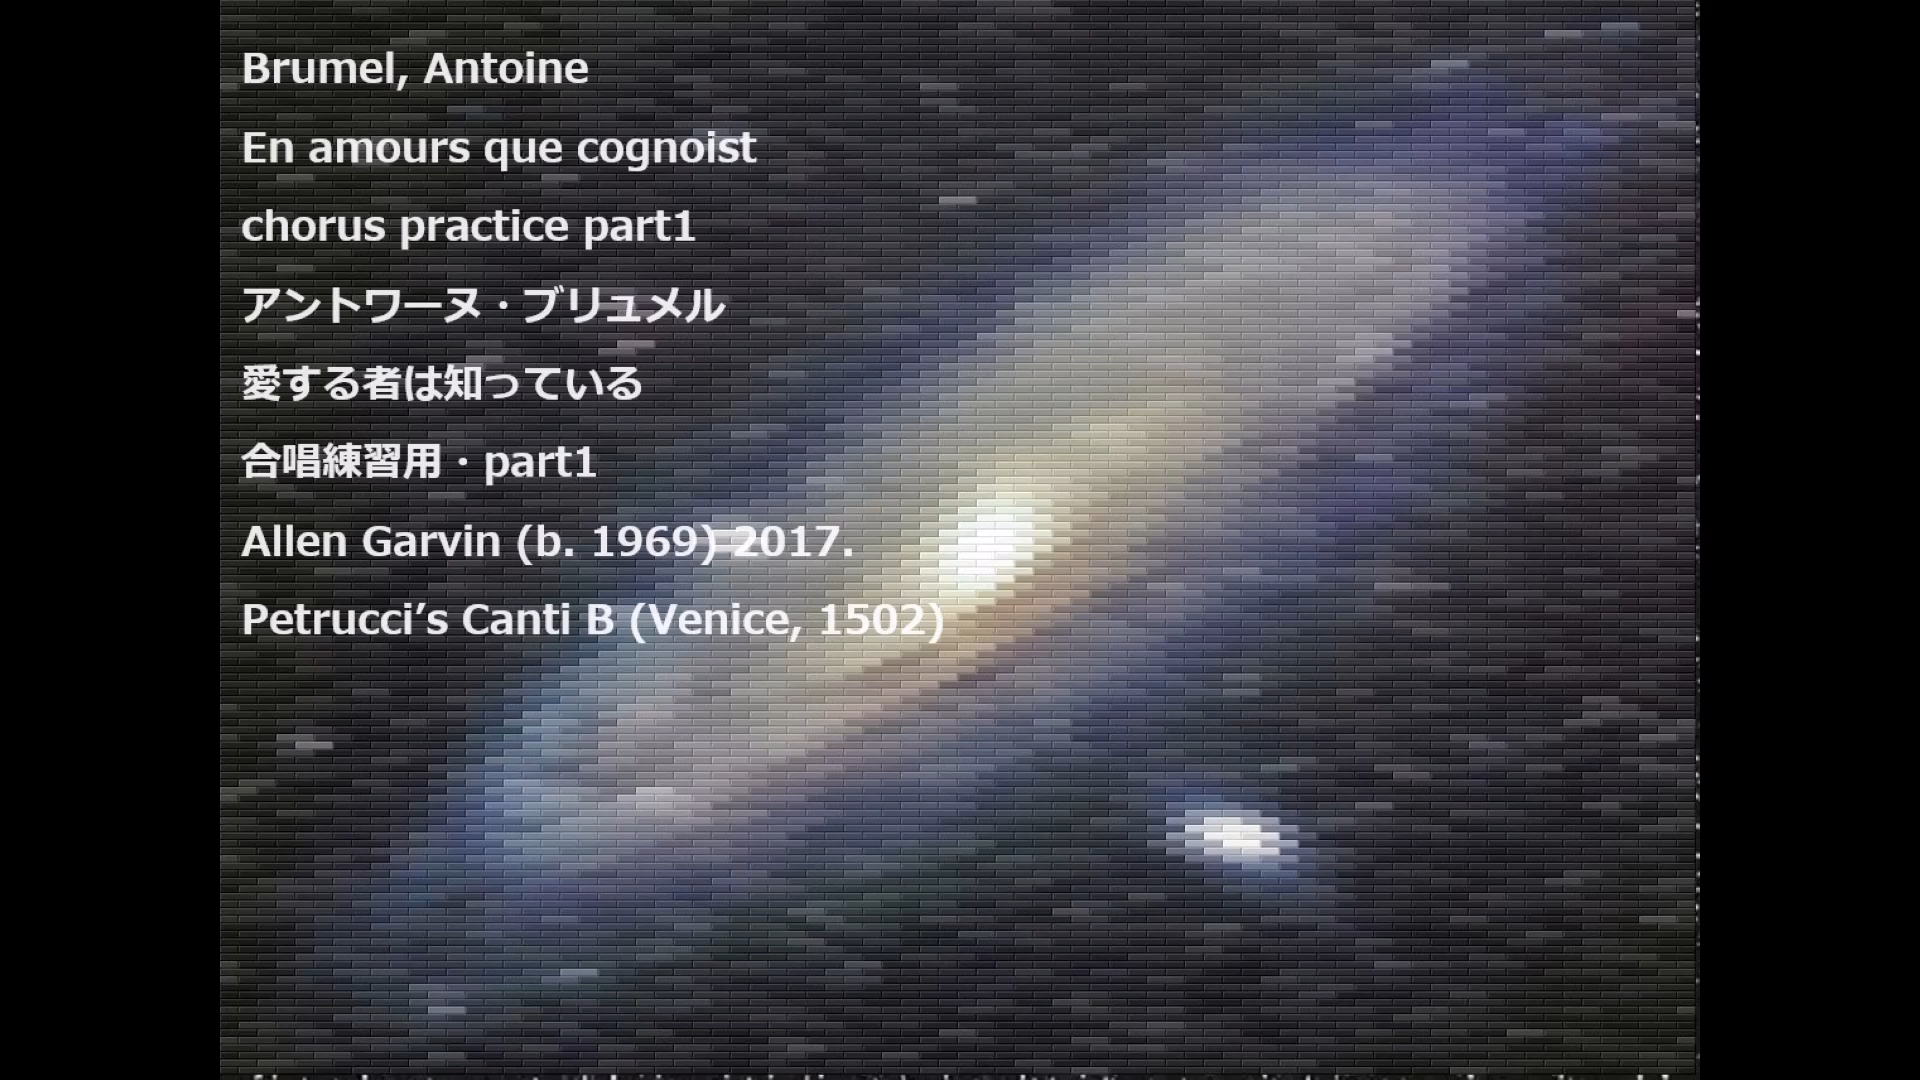 Brumel, Antoine
En amours que cognoist
chorus practice part1
アントワーヌ・ブリュメル
愛する者は知っている
合唱練習用・part1
Allen Garvin (b. 1969) 2017.
Petrucci’s Canti B (Venice, 1502)